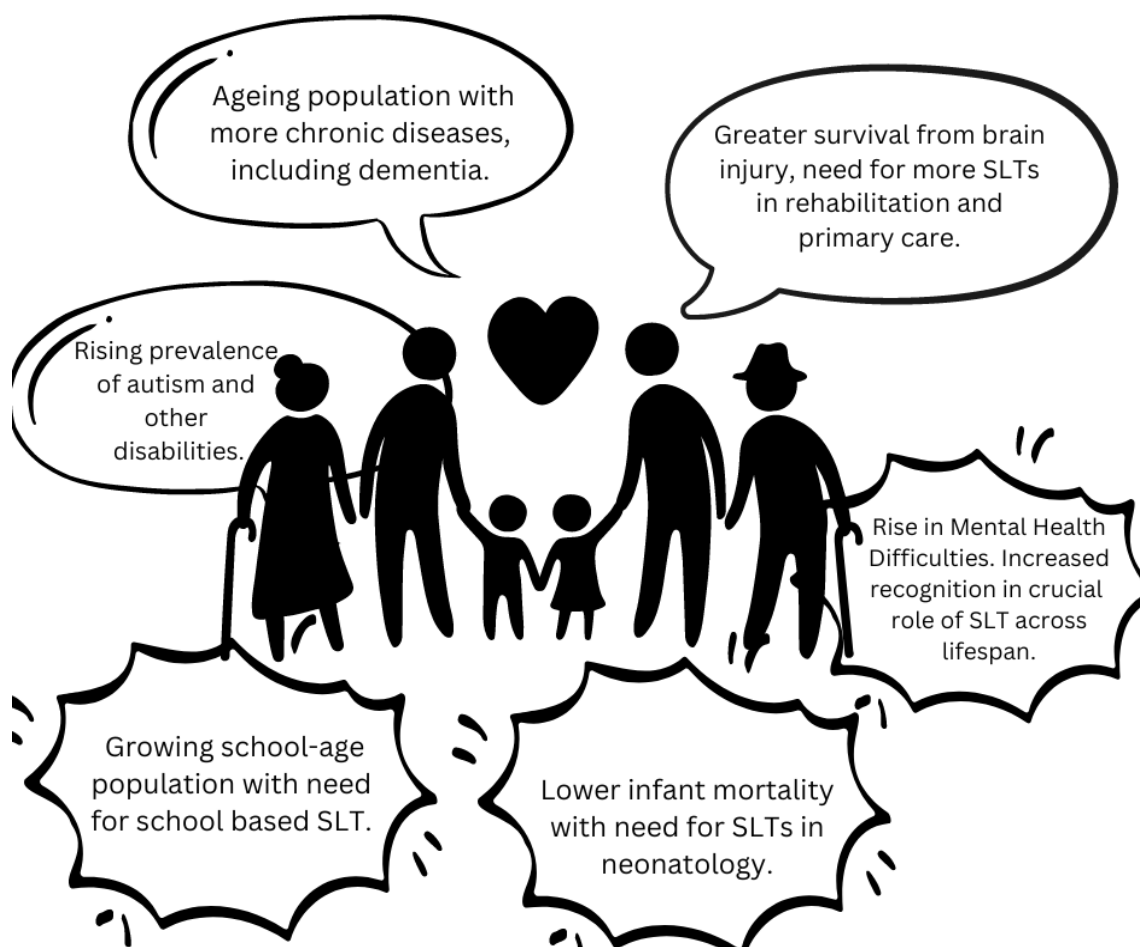 Ageing population with
more chronic diseases,
including dementia.
Greater survival from brain
injury, need for more SLTs
in rehabilitation and
primary care.
Rising prevalence
of autism and
other
disabilities.
Rise in Mental Health
Difficulties. Increased
recognition in crucial
role of SLT across
lifespan.
Growing school-age
population with need
for school based SLT.
Lower infant mortality
with need for SLTs in
neonatology.